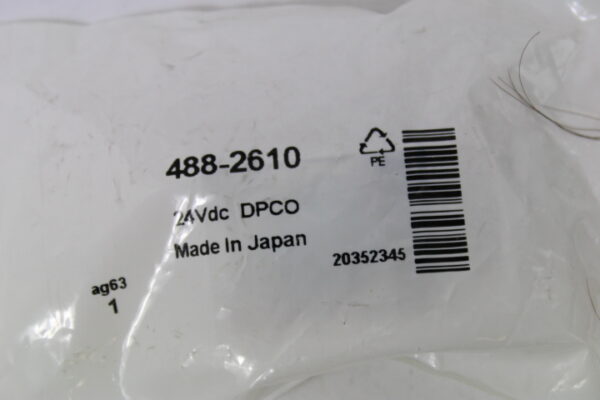 488-2610
PE
24Vdc DPCO
Made In Japan
20352345
ag63
1